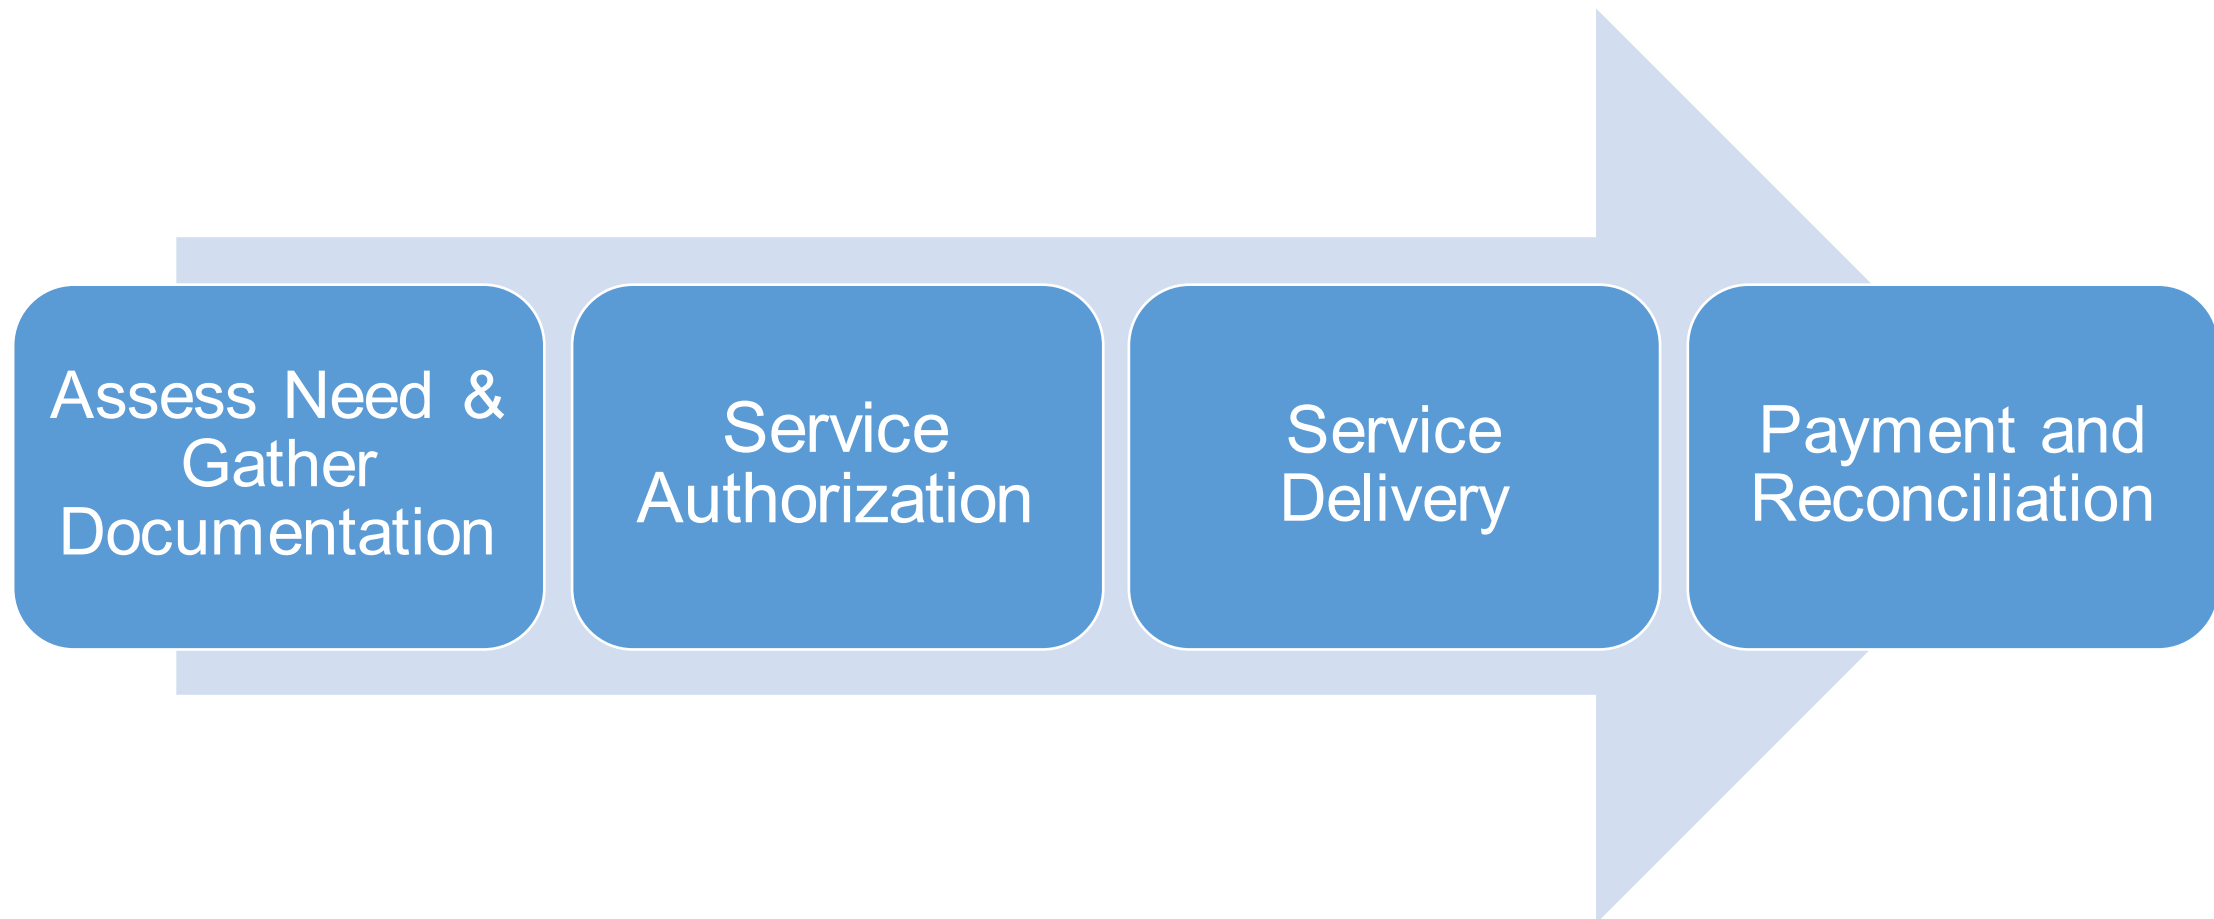 Assess Need &
Gather
Documentation
Service
Authorization
Service
Delivery
Payment and
Reconciliation